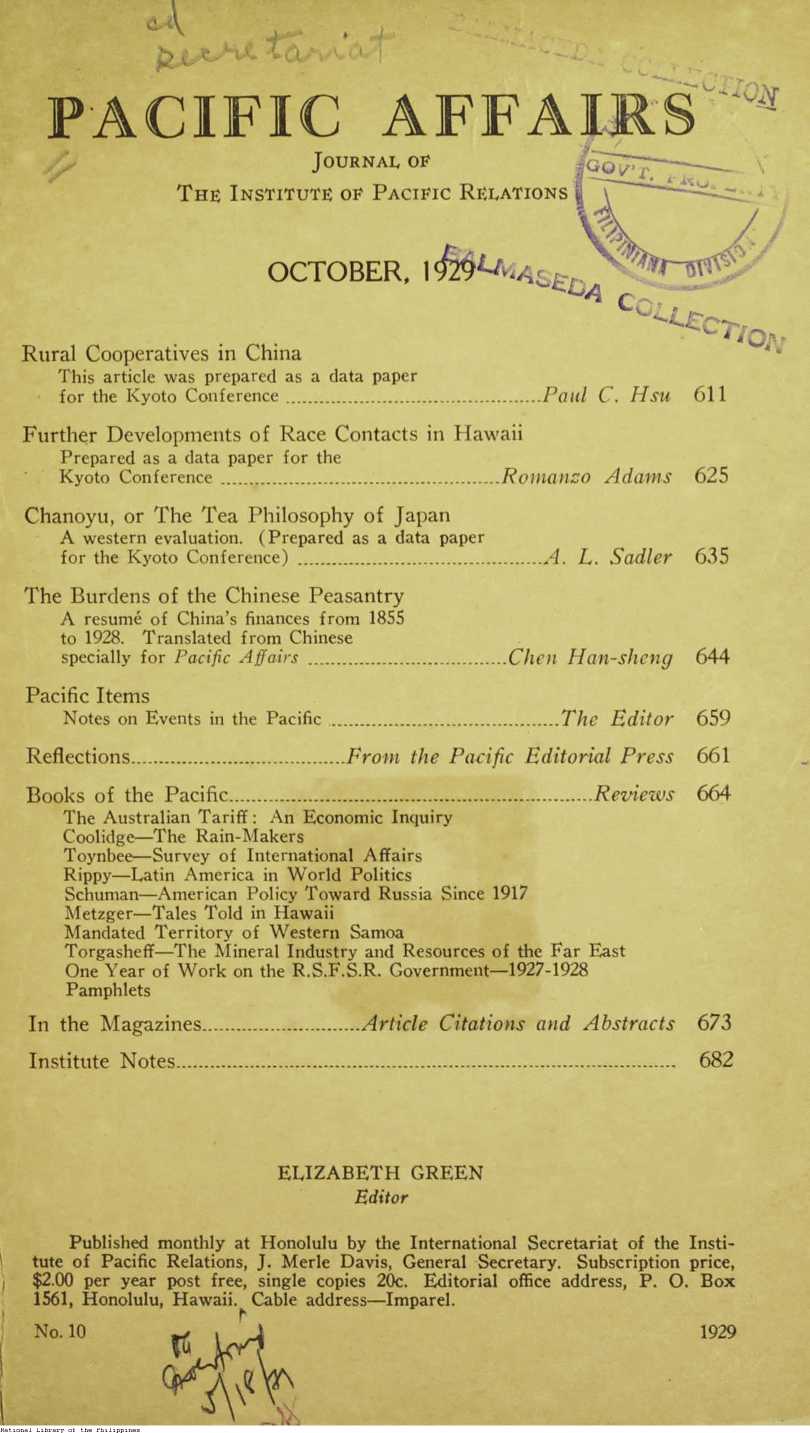 secretariat
PACIFIC AFFAIRS
JOURNAL OF
THE INSTITUTE OF PACIFIC RELATIONS
GOV'T.
OCTOBER, 1929
BALMASEDA COLLECTION
Rural Cooperatives in China
This article was prepared as a data paper
for the Kyoto Conference ........ Paul C. Hsu 611
Further Developments of Race Contacts in Hawaii
Prepared as a data paper for the
Kyoto Conference ........ Romanzo Adams 625
Chanoyu, or The Tea Philosophy of Japan
A western evaluation. (Prepared as a data paper
for the Kyoto Conference) ........ A. L. Sadler 635
The Burdens of the Chinese Peasantry
A resumé of China's finances from 1855
to 1928. Translated from Chinese
specially for Pacific Affairs ........ Chen Han-sheng 644
Pacific Items
Notes on Events in the Pacific ........ The Editor 659
Reflections ........ From the Pacific Editorial Press 661
Books of the Pacific ........ Reviews 664
The Australian Tariff: An Economic Inquiry
Coolidge—The Rain-Makers
Toynbee—Survey of International Affairs
Rippy—Latin America in World Politics
Schuman—American Policy Toward Russia Since 1917
Metzger—Tales Told in Hawaii
Mandated Territory of Western Samoa
Torgasheff—The Mineral Industry and Resources of the Far East
One Year of Work on the R.S.F.S.R. Government—1927-1928
Pamphlets
In the Magazines ........ Article Citations and Abstracts 673
Institute Notes ........ 682
ELIZABETH GREEN
Editor
Published monthly at Honolulu by the International Secretariat of the Insti-
tute of Pacific Relations, J. Merle Davis, General Secretary. Subscription price,
$2.00 per year post free, single copies 20c. Editorial office address, P. O. Box
1561, Honolulu, Hawaii. Cable address—Imparel.
No. 10 1929
National Library of the Philippines